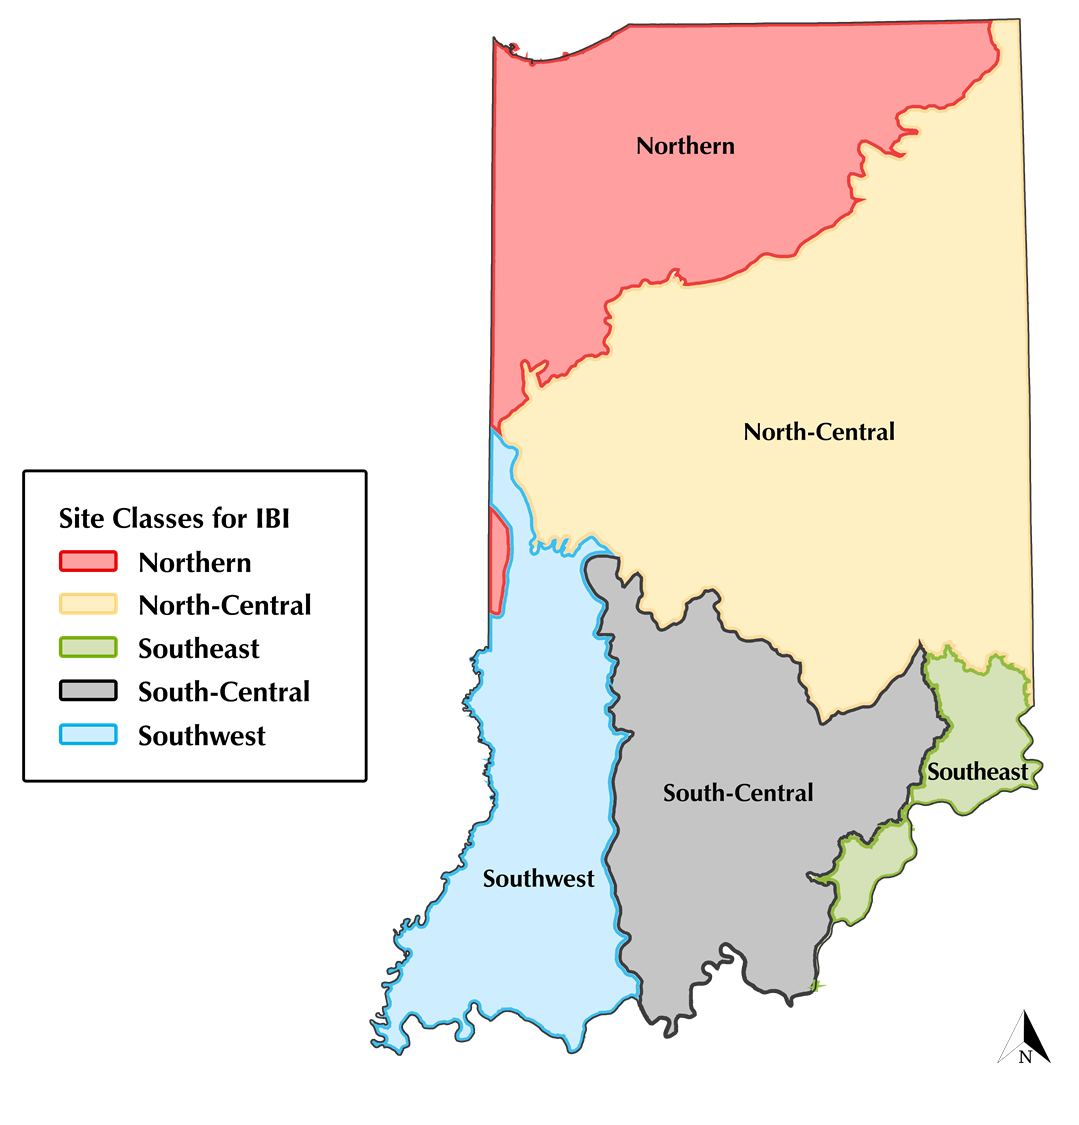 Northern
North-Central
Site Classes for IBI
Northern
North-Central
Southeast
South-Central
Southwest
Southeast
South-Central
Southwest
N